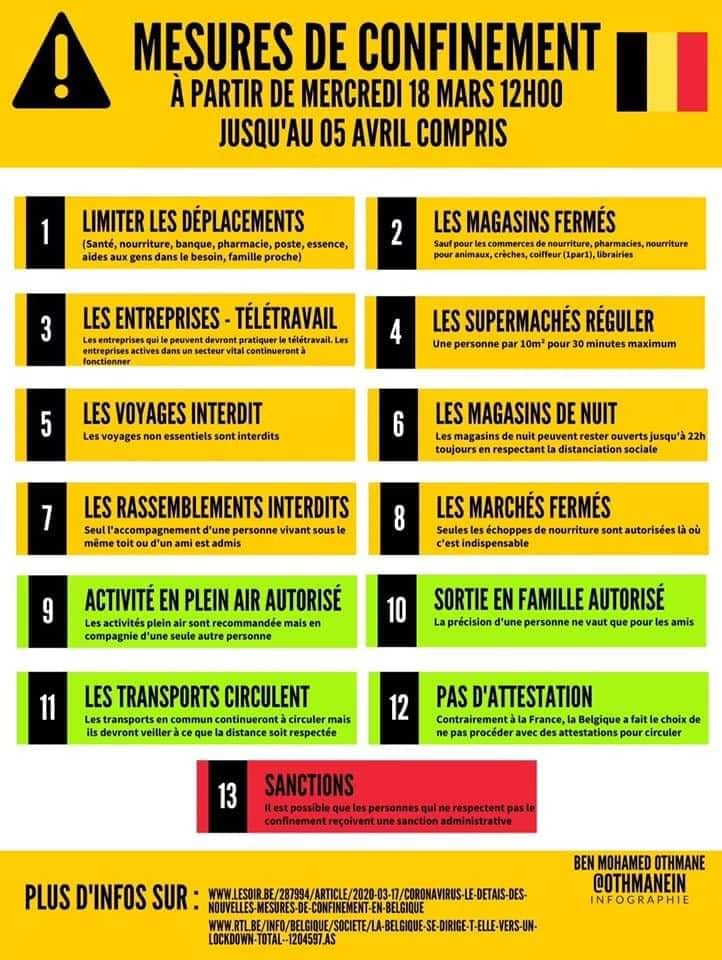 MESURES DE CONFINEMENT
À PARTIR DE MERCREDI 18 MARS 12H00
JUSQU'AU 05 AVRIL COMPRIS
1
LIMITER LES DÉPLACEMENTS
(Santé, nourriture, banque, pharmacie, poste, essence,
aides aux gens dans le besoin, famille proche)
2
LES MAGASINS FERMÉS
Sauf pour les commerces de nourriture, pharmacies, nourriture
pour animaux, crèches, coiffeur (1par1), librairies
3
LES ENTREPRISES - TÉLÉTRAVAIL
Les entreprises qui le peuvent devront pratiquer le télétravail. Les
entreprises actives dans un secteur vital continueront à
fonctionner
4
LES SUPERMACHÉS RÉGULER
Une personne par 10m² pour 30 minutes maximum
5
LES VOYAGES INTERDIT
Les voyages non essentiels sont interdits
6
LES MAGASINS DE NUIT
Les magasins de nuit peuvent rester ouverts jusqu'à 22h
toujours en respectant la distanciation sociale
7
LES RASSEMBLEMENTS INTERDITS
Seul l'accompagnement d'une personne vivant sous le
même toit ou d'un ami est admis
8
LES MARCHÉS FERMÉS
Seules les échoppes de nourriture sont autorisées là où
c'est indispensable
9
ACTIVITÉ EN PLEIN AIR AUTORISÉ
Les activités plein air sont recommandée mais en
compagnie d'une seule autre personne
10
SORTIE EN FAMILLE AUTORISÉ
La précision d'une personne ne vaut que pour les amis
11
LES TRANSPORTS CIRCULENT
Les transports en commun continueront à circuler mais
ils devront veiller à ce que la distance soit respectée
12
PAS D'ATTESTATION
Contrairement à la France, la Belgique a fait le choix de
ne pas procéder avec des attestations pour circuler
13
SANCTIONS
Il est possible que les personnes qui ne respectent pas le
confinement reçoivent une sanction administrative
PLUS D'INFOS SUR :
WWW.LESOIR.BE/287994/ARTICLE/2020-03-17/CORONAVIRUS-LE-DETAIS-DES-
NOUVELLES-MESURES-DE-CONFINEMENT-EN-BELGIQUE
WWW.RTL.BE/INFO/BELGIQUE/SOCIETE/LA-BELGIQUE-SE-DIRIGE-T-ELLE-VERS-UN-
LOCKDOWN-TOTAL--1204597.AS
BEN MOHAMED OTHMANE
@OTHMANEIN
INFOGRAPHIE